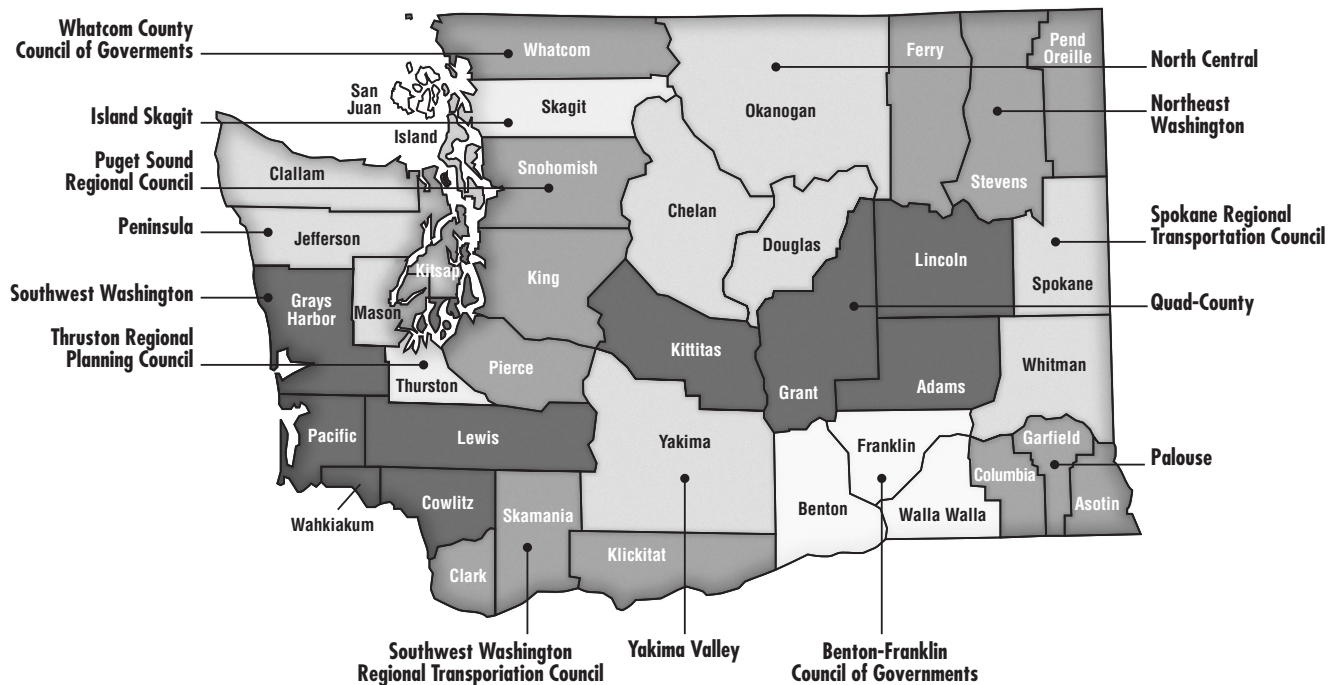 Whatcom County
Council of Goverments
Island Skagit
Puget Sound
Regional Council
Peninsula
Southwest Washington
Thruston Regional
Planning Council
San
Juan
Island
Clallam
Jefferson
Grays
Harbor
Mason
Kitsap
Thurston
Pacific
Wahkiakum
Lewis
Cowlitz
Clark
Skamania
Whatcom
Skagit
Snohomish
King
Pierce
Okanogan
Chelan
Douglas
Kittitas
Yakima
Klickitat
Ferry
Pend
Oreille
Stevens
Lincoln
Spokane
Grant
Adams
Whitman
Benton
Franklin
Walla Walla
Columbia
Garfield
Asotin
North Central
Northeast
Washington
Spokane Regional
Transportation Council
Quad-County
Palouse
Southwest Washington
Regional Transporiation Council
Yakima Valley
Benton-Franklin
Council of Governments